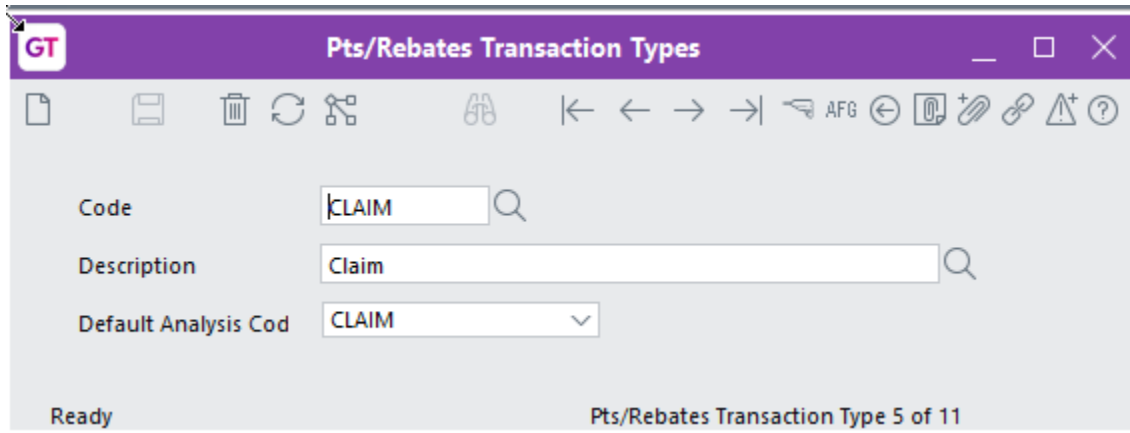 GT Pts/Rebates Transaction Types
AFG
Code CLAIM
Description Claim
Default Analysis Cod CLAIM
Ready Pts/Rebates Transaction Type 5 of 11